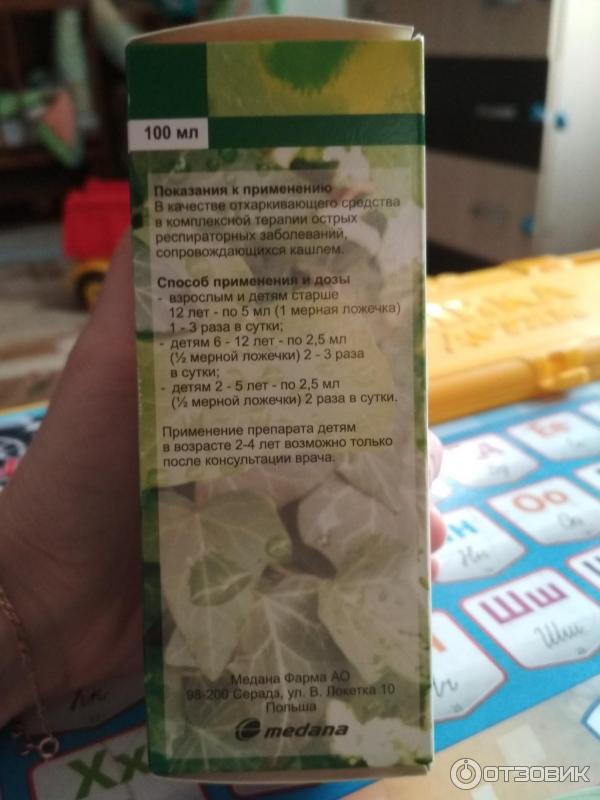 100 мл
Показания к применению
В качестве отхаркивающего средства
в комплексной терапии острых
респираторных заболеваний,
сопровождающихся кашлем.
Способ применения и дозы
- взрослым и детям старше
12 лет - по 5 мл (1 мерная ложечка)
1 - 3 раза в сутки;
- детям 6 - 12 лет - по 2,5 мл
(½ мерной ложечки) 2 - 3 раза
в сутки;
- детям 2 - 5 лет - по 2,5 мл
(½ мерной ложечки) 2 раза в сутки.
Применение препарата детям
в возрасте 2-4 лет возможно только
после консультации врача.
Медана Фарма АО
98-200 Серада, ул. В. Локетка 10
Польша
medana
Оо
Шш
Хх
ОТЗОВИК